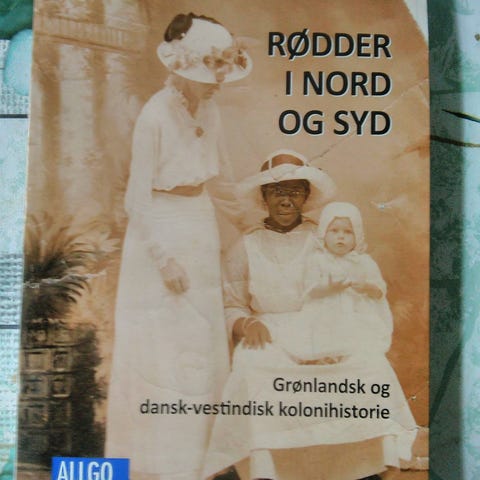 RØDDER
I NORD
OG SYD
Grønlandsk og
dansk-vestindisk kolonihistorie
ALLGO